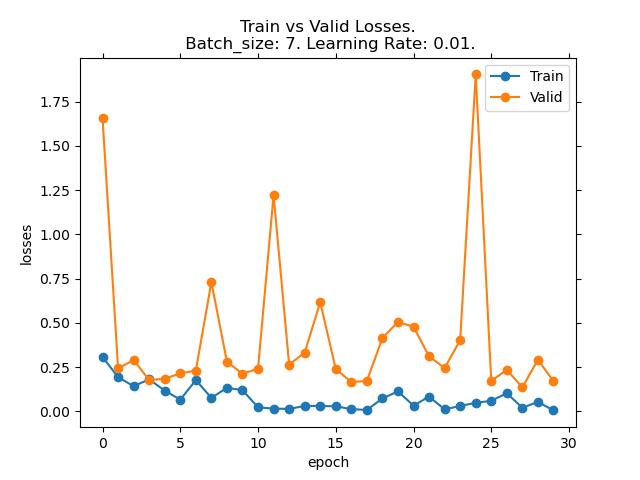 Train vs Valid Losses.
Batch_size: 7. Learning Rate: 0.01.
Train
Valid
1.75
1.50
1.25
1.00
0.75
0.50
0.25
0.00
losses
0 5 10 15 20 25 30
epoch